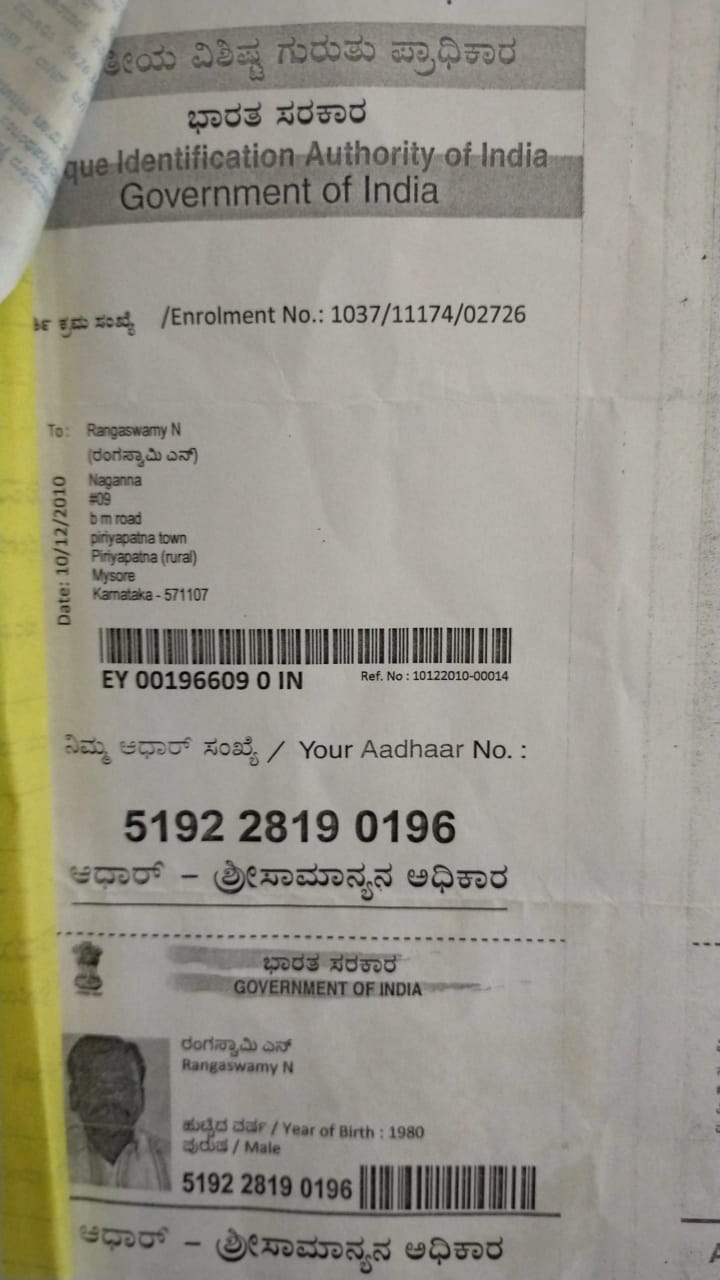 ತೀಯ ವಿಶಿಷ್ಟ ಗುರುತು ಪ್ರಾಧಿಕಾರ
ಭಾರತ ಸರಕಾರ
que Identification Authority of India
Government of India
ಕ್ರಮ ಸಂಖ್ಯೆ /Enrolment No.: 1037/11174/02726
To: Rangaswamy N
(ರಂಗಸ್ವಾಮಿ ಎನ್)
Naganna
#09
b m road
piriyapatna town
Piriyapatna (rural)
Mysore
Karnataka - 571107
Date: 10/12/2010
EY 00196609 0 IN
Ref. No : 10122010-00014
ನಿಮ್ಮ ಆಧಾರ್ ಸಂಖ್ಯೆ / Your Aadhaar No. :
5192 2819 0196
ಆಧಾರ್ – ಶ್ರೀಸಾಮಾನ್ಯನ ಅಧಿಕಾರ
ಭಾರತ ಸರಕಾರ
GOVERNMENT OF INDIA
ರಂಗಸ್ವಾಮಿ ಎನ್
Rangaswamy N
ಹುಟ್ಟಿದ ವರ್ಷ / Year of Birth : 1980
ಪುರುಷ / Male
5192 2819 0196
ಆಧಾರ್ – ಶ್ರೀಸಾಮಾನ್ಯನ ಅಧಿಕಾರ